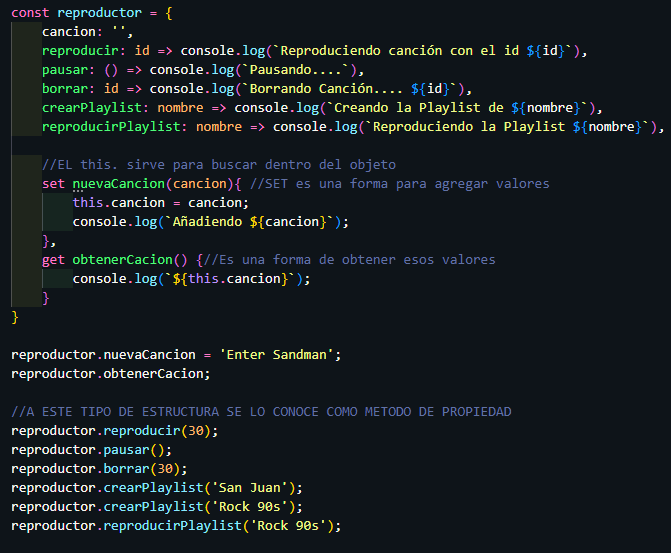 const reproductor = {
    cancion: '',
    reproducir: id => console.log(`Reproduciendo canción con el id ${id}`),
    pausar: () => console.log(`Pausando....`),
    borrar: id => console.log(`Borrando Canción.... ${id}`),
    crearPlaylist: nombre => console.log(`Creando la Playlist de ${nombre}`),
    reproducirPlaylist: nombre => console.log(`Reproduciendo la Playlist ${nombre}`),
    //EL this. sirve para buscar dentro del objeto
    set nuevaCancion(cancion){ //SET es una forma para agregar valores
        this.cancion = cancion;
        console.log(`Añadiendo ${cancion}`);
    },
    get obtenerCacion() {//Es una forma de obtener esos valores
        console.log(`${this.cancion}`);
    }
}
reproductor.nuevaCancion = 'Enter Sandman';
reproductor.obtenerCacion;
//A ESTE TIPO DE ESTRUCTURA SE LO CONOCE COMO METODO DE PROPIEDAD
reproductor.reproducir(30);
reproductor.pausar();
reproductor.borrar(30);
reproductor.crearPlaylist('San Juan');
reproductor.crearPlaylist('Rock 90s');
reproductor.reproducirPlaylist('Rock 90s');